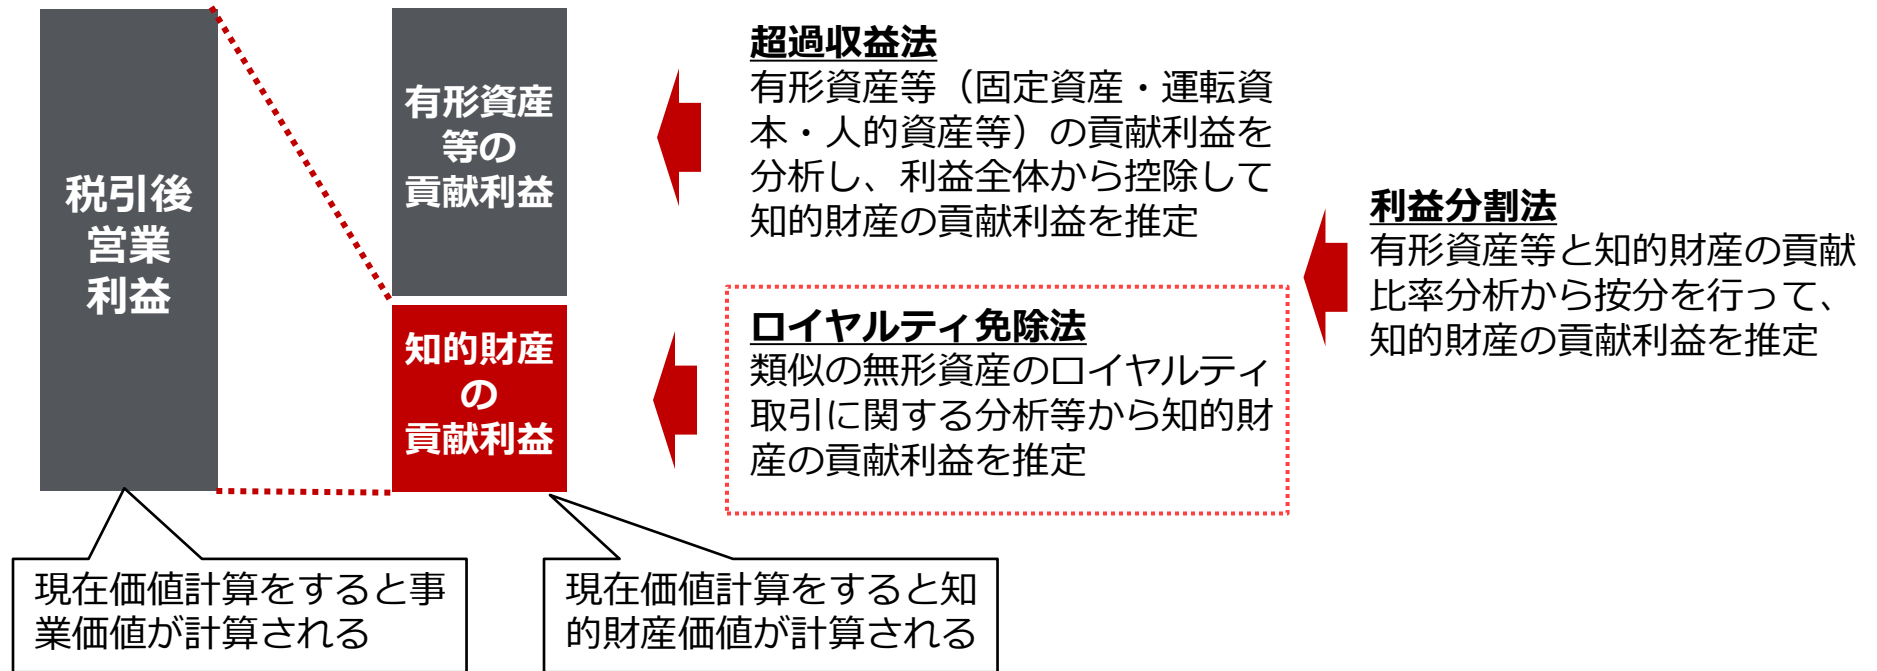 税引後
営業
利益
有形資産
等の
貢献利益
知的財産
の
貢献利益
超過収益法
有形資産等（固定資産・運転資
本・人的資産等）の貢献利益を
分析し、利益全体から控除して
知的財産の貢献利益を推定
ロイヤルティ免除法
類似の無形資産のロイヤルティ
取引に関する分析等から知的財
産の貢献利益を推定
利益分割法
有形資産等と知的財産の貢献
比率分析から按分を行って、
知的財産の貢献利益を推定
現在価値計算をすると事
業価値が計算される
現在価値計算をすると知
的財産価値が計算される